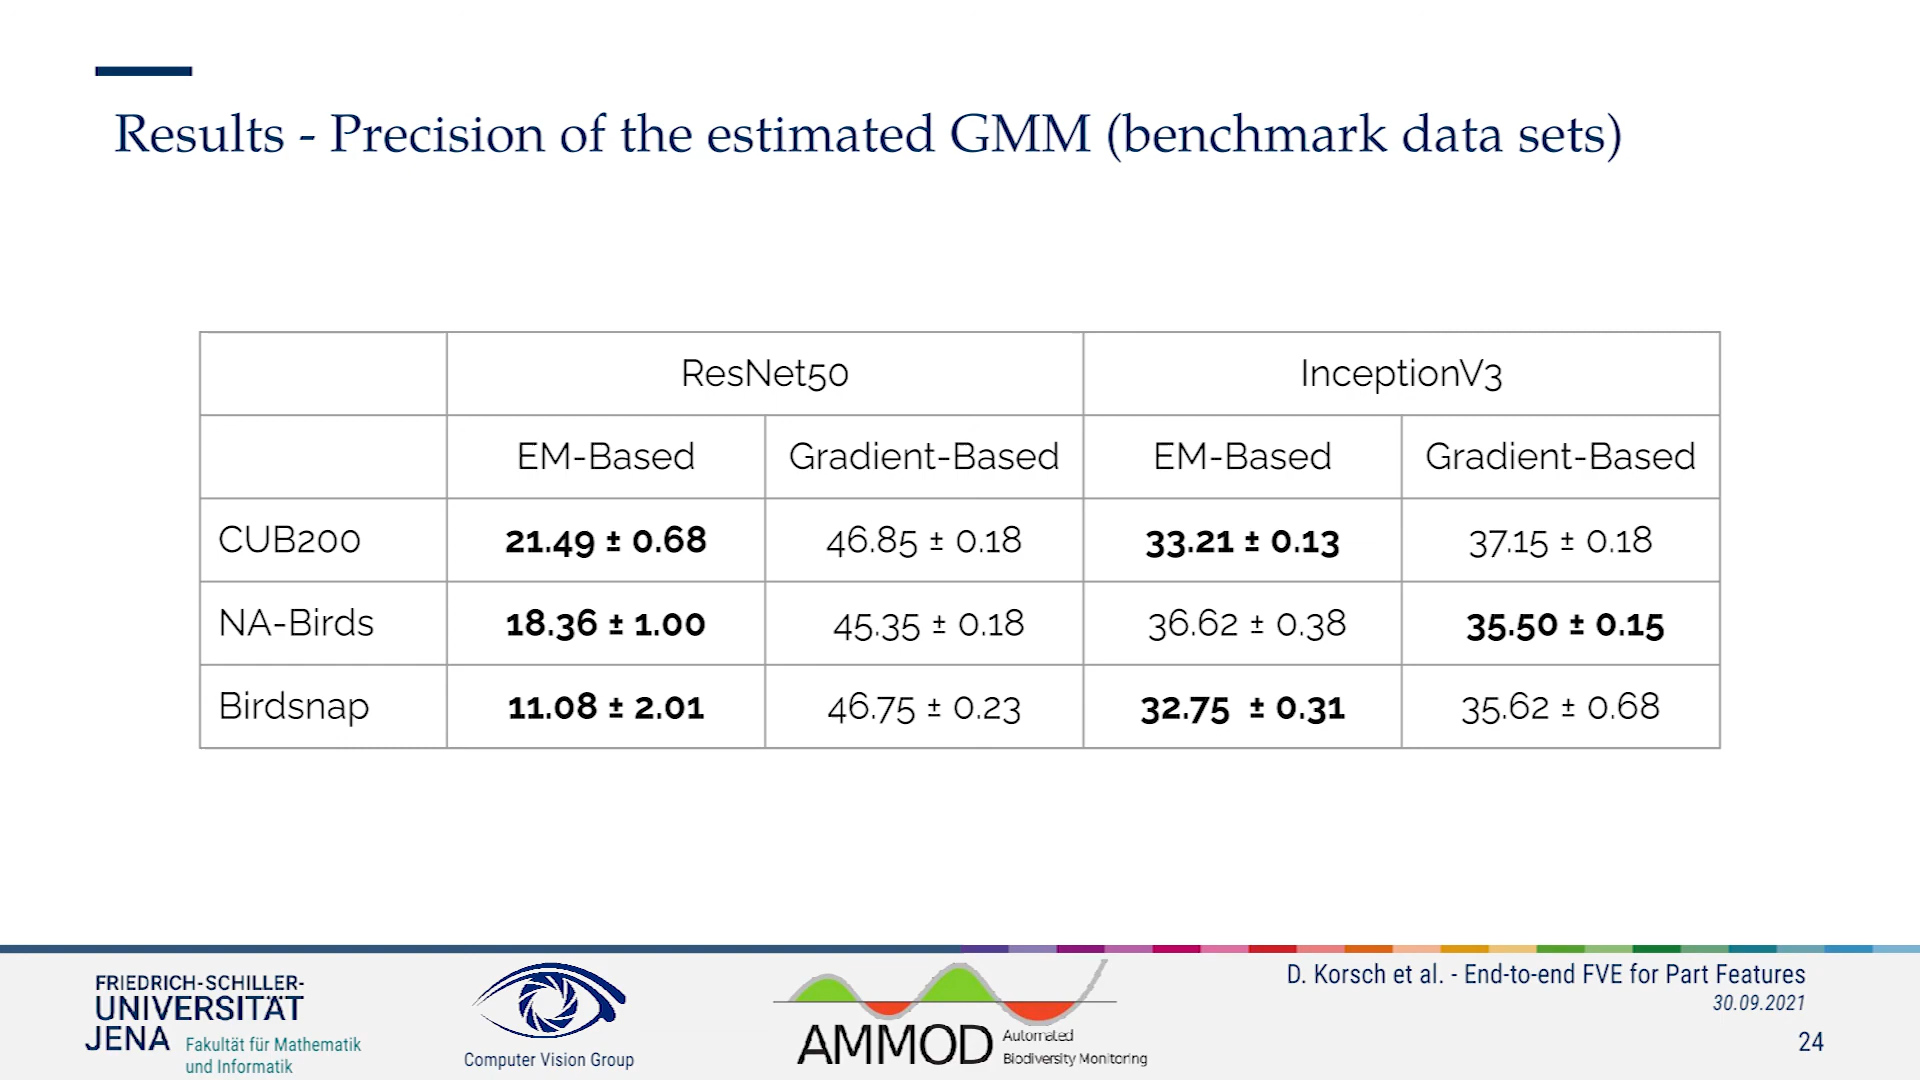 Results - Precision of the estimated GMM (benchmark data sets)
ResNet50 InceptionV3
EM-Based Gradient-Based EM-Based Gradient-Based
CUB200 21.49 ± 0.68 46.85 ± 0.18 33.21 ± 0.13 37.15 ± 0.18
NA-Birds 18.36 ± 1.00 45.35 ± 0.18 36.62 ± 0.38 35.50 ± 0.15
Birdsnap 11.08 ± 2.01 46.75 ± 0.23 32.75 ± 0.31 35.62 ± 0.68
FRIEDRICH-SCHILLER-
UNIVERSITÄT
JENA Fakultät für Mathematik
und Informatik
Computer Vision Group
AMMOD Automated
Biodiversity Monitoring
D. Korsch et al. - End-to-end FVE for Part Features
30.09.2021
24